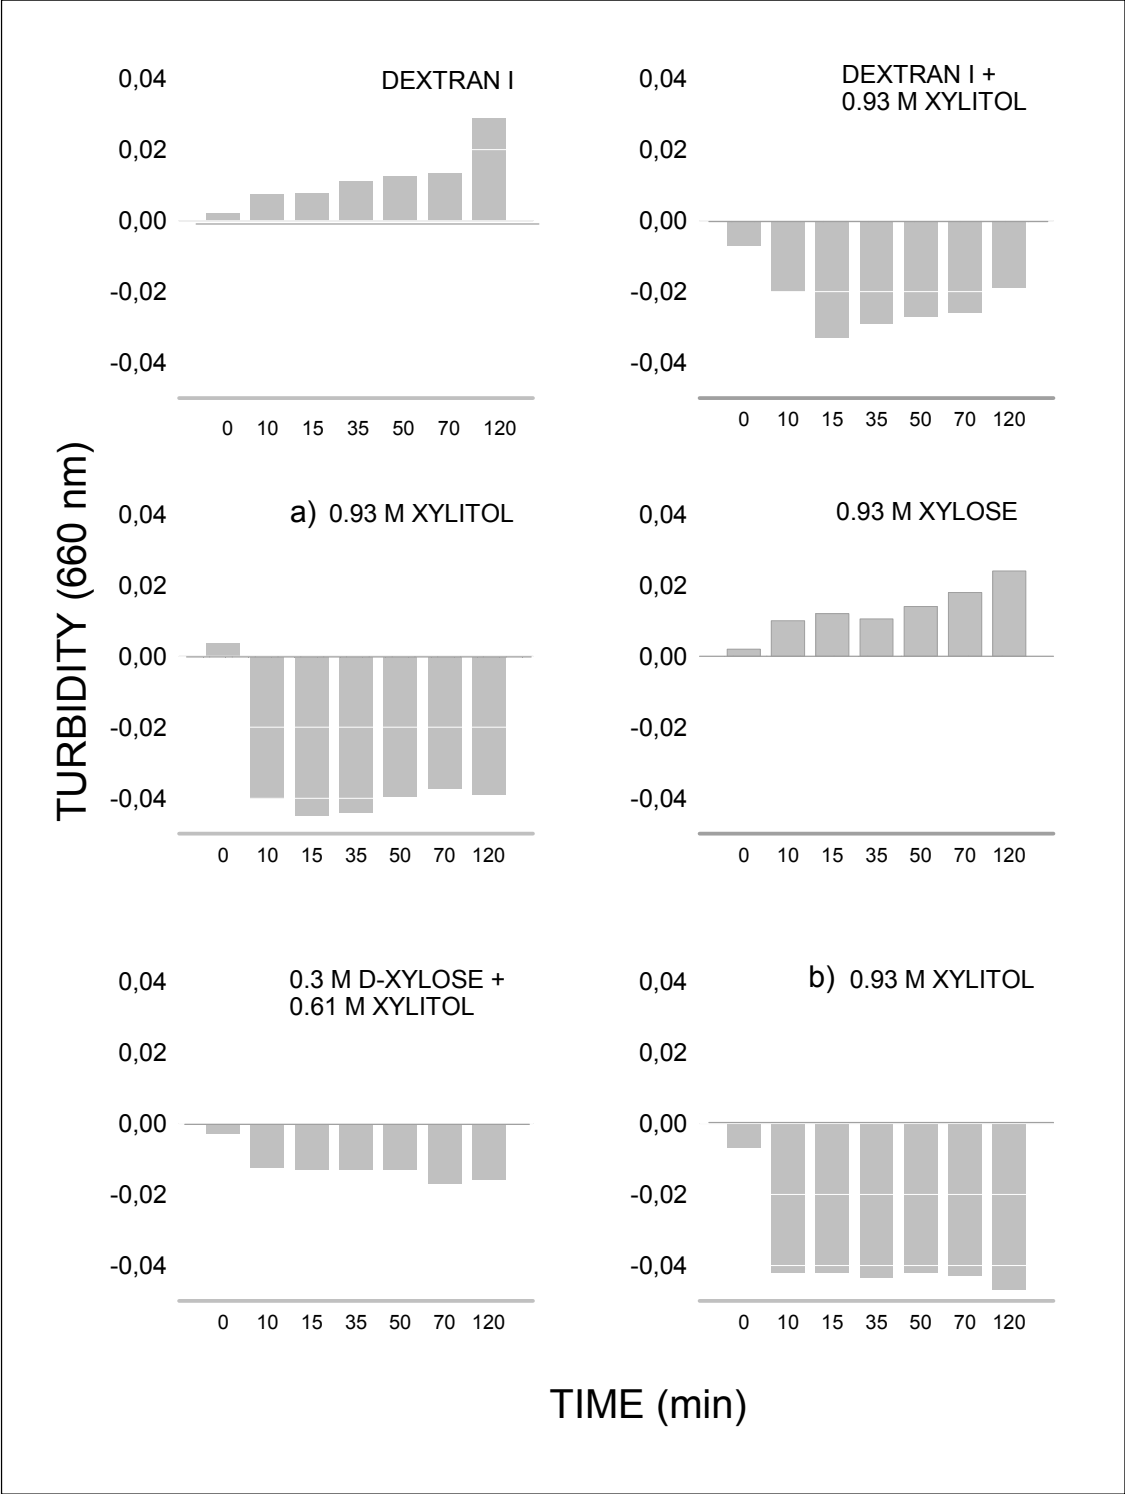 DEXTRAN I
0,04
0,02
0,00
-0,02
-0,04
0 10 15 35 50 70 120
DEXTRAN I +
0.93 M XYLITOL
0,04
0,02
0,00
-0,02
-0,04
0 10 15 35 50 70 120
TURBIDITY (660 nm)
a) 0.93 M XYLITOL
0,04
0,02
0,00
-0,02
-0,04
0 10 15 35 50 70 120
0.93 M XYLOSE
0,04
0,02
0,00
-0,02
-0,04
0 10 15 35 50 70 120
0.3 M D-XYLOSE +
0.61 M XYLITOL
0,04
0,02
0,00
-0,02
-0,04
0 10 15 35 50 70 120
b) 0.93 M XYLITOL
0,04
0,02
0,00
-0,02
-0,04
0 10 15 35 50 70 120
TIME (min)